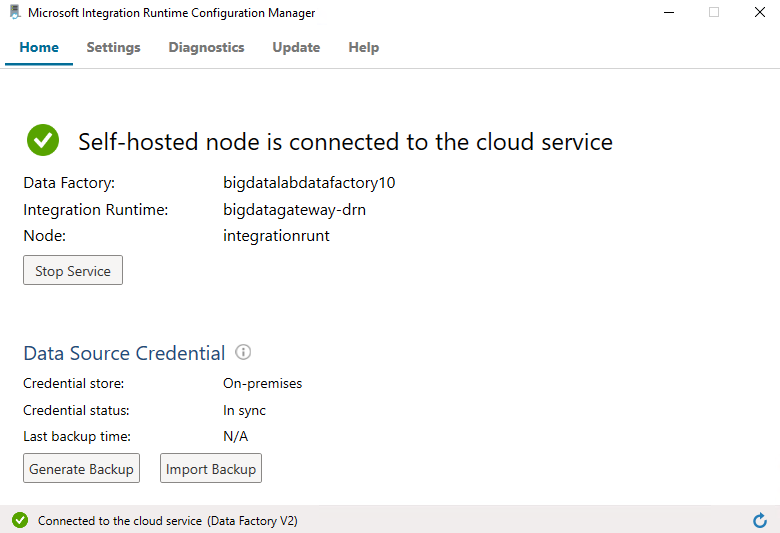 Microsoft Integration Runtime Configuration Manager
Home Settings Diagnostics Update Help
Self-hosted node is connected to the cloud service
Data Factory: bigdatalabdatafactory10
Integration Runtime: bigdatagateway-drn
Node: integrationrunt
Stop Service
Data Source Credential
Credential store: On-premises
Credential status: In sync
Last backup time: N/A
Generate Backup Import Backup
Connected to the cloud service (Data Factory V2)